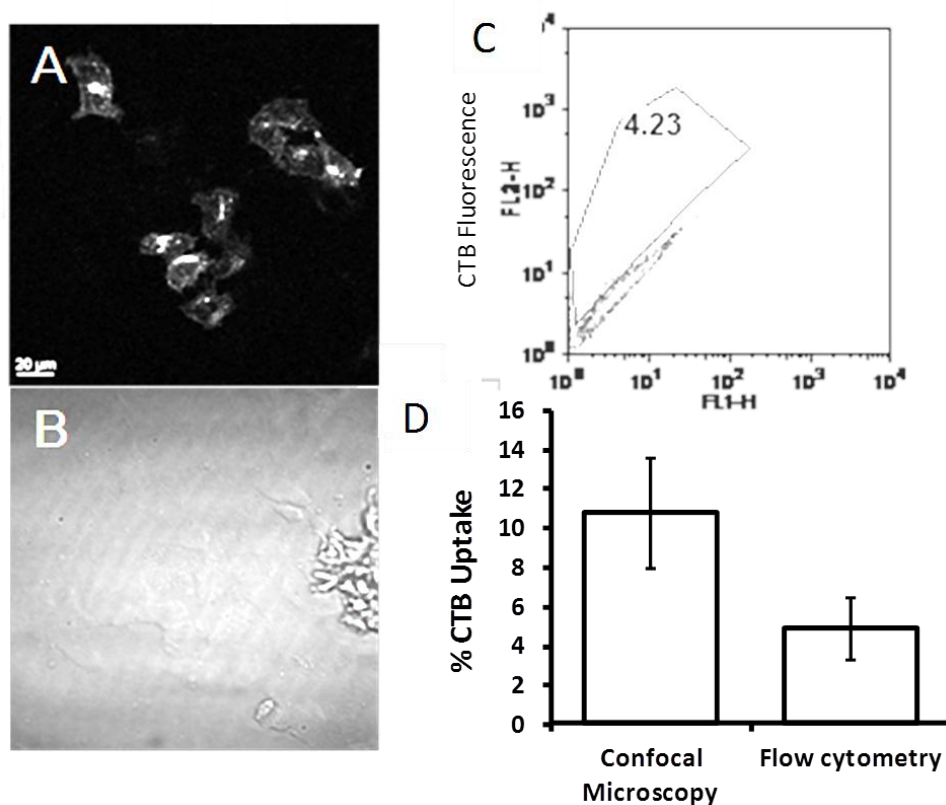 A
20 µm
B
C
CTB Fluorescence
FL2-H
10⁴
10³
10²
10¹
10⁰
4.23
10⁰ 10¹ 10² 10³ 10⁴
FL1-H
D
% CTB Uptake
16
14
12
10
8
6
4
2
0
Confocal
Microscopy
Flow cytometry